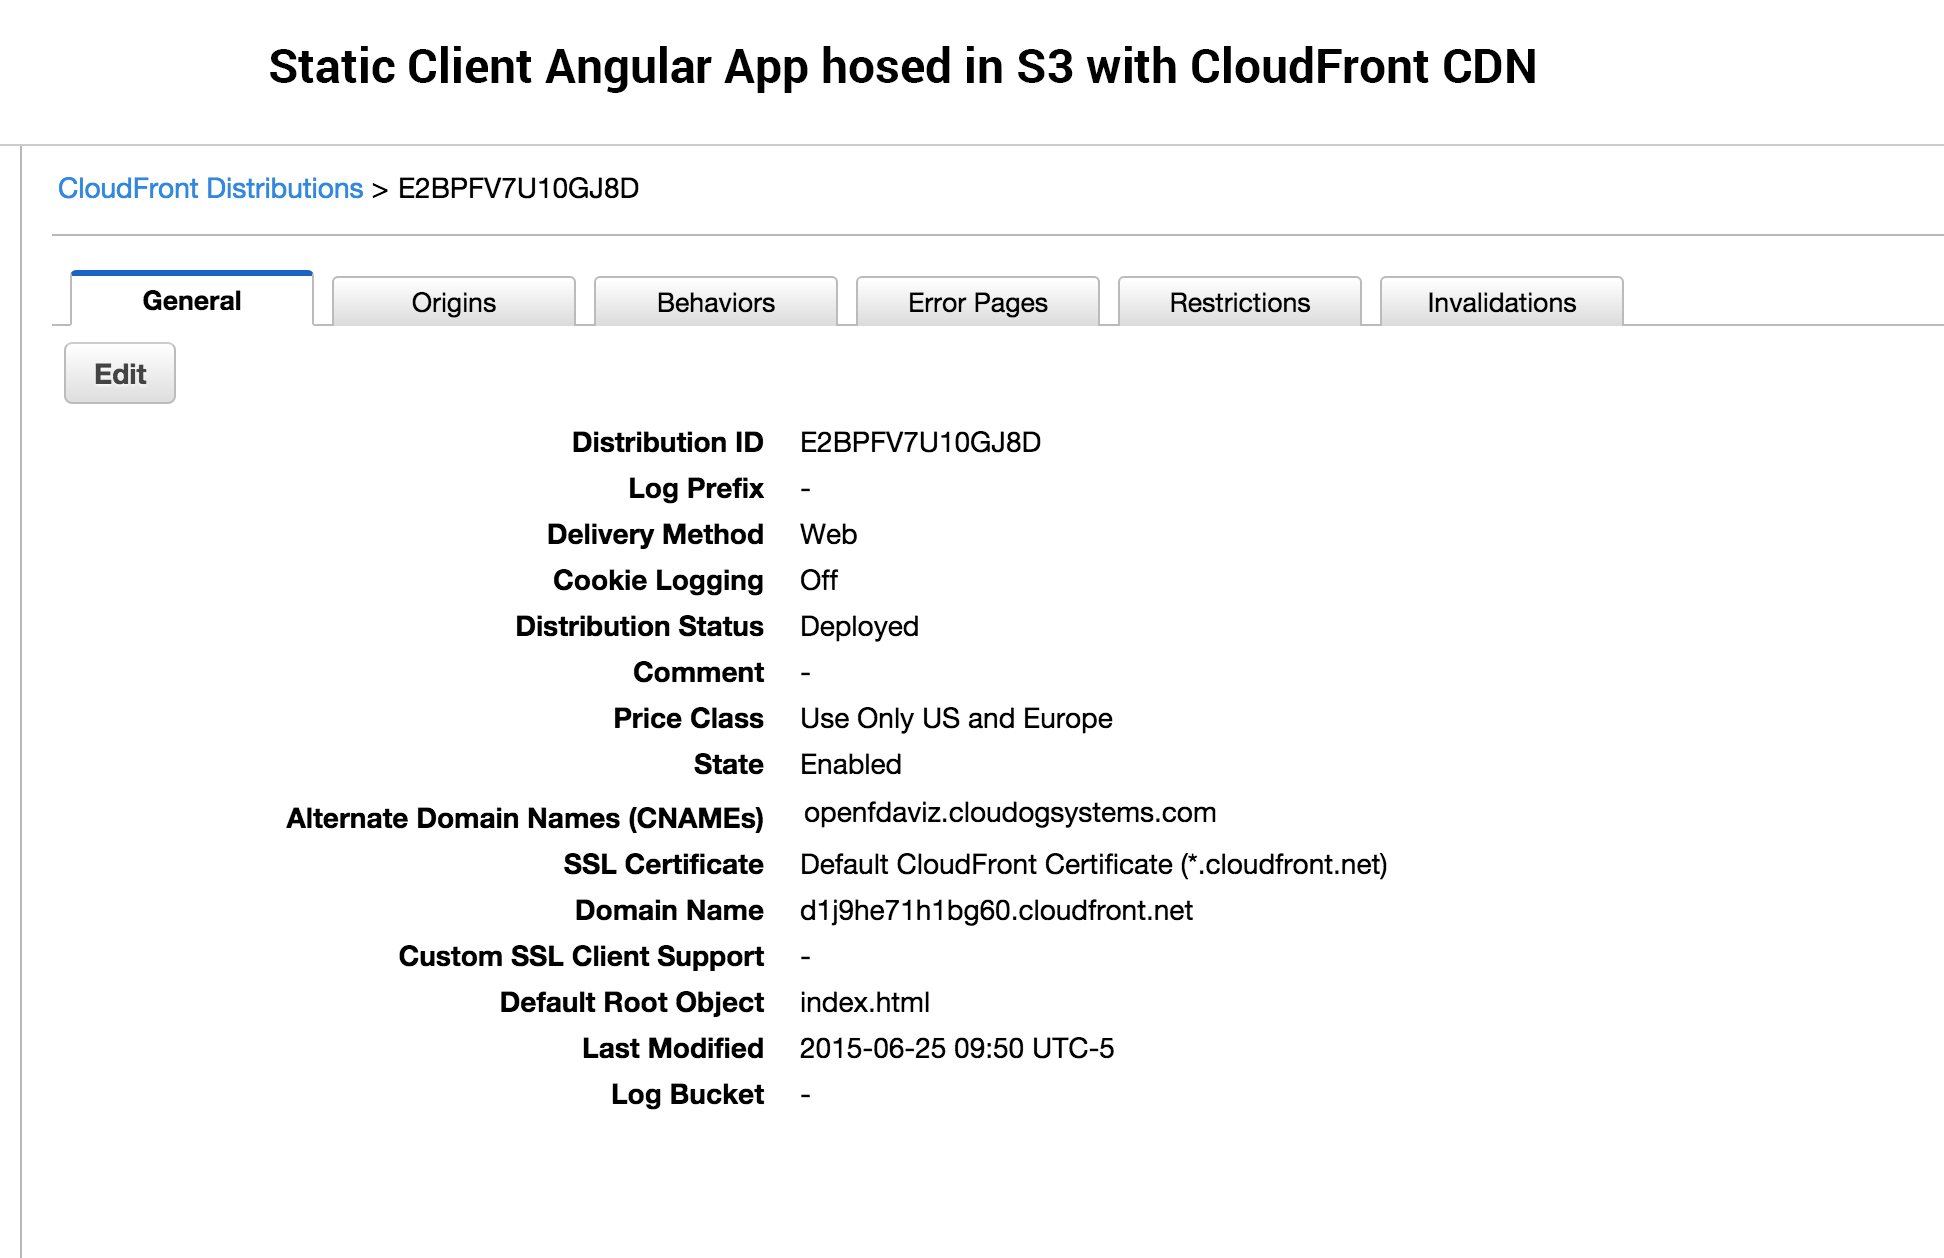 Static Client Angular App hosed in S3 with CloudFront CDN
CloudFront Distributions > E2BPFV7U10GJ8D
General Origins Behaviors Error Pages Restrictions Invalidations
Edit
Distribution ID E2BPFV7U10GJ8D
Log Prefix -
Delivery Method Web
Cookie Logging Off
Distribution Status Deployed
Comment -
Price Class Use Only US and Europe
State Enabled
Alternate Domain Names (CNAMEs) openfdaviz.cloudogsystems.com
SSL Certificate Default CloudFront Certificate (*.cloudfront.net)
Domain Name d1j9he71h1bg60.cloudfront.net
Custom SSL Client Support -
Default Root Object index.html
Last Modified 2015-06-25 09:50 UTC-5
Log Bucket -